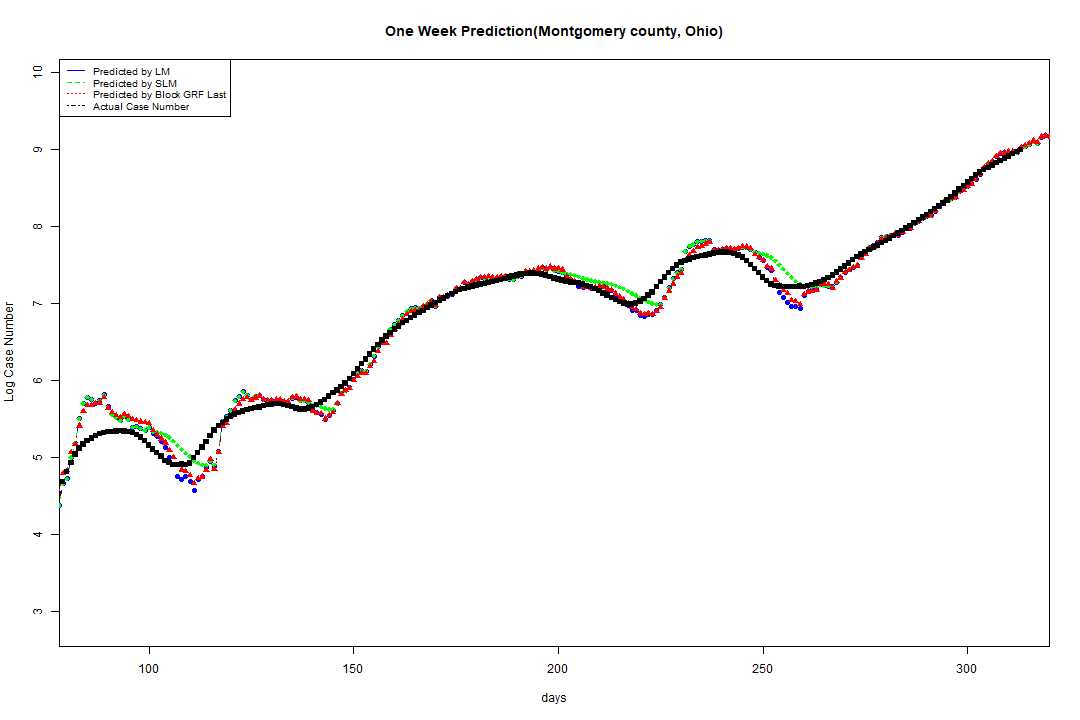 One Week Prediction(Montgomery county, Ohio)
Predicted by LM
Predicted by SLM
Predicted by Block GRF Last
Actual Case Number
10
9
8
7
6
5
4
3
Log Case Number
100 150 200 250 300
days